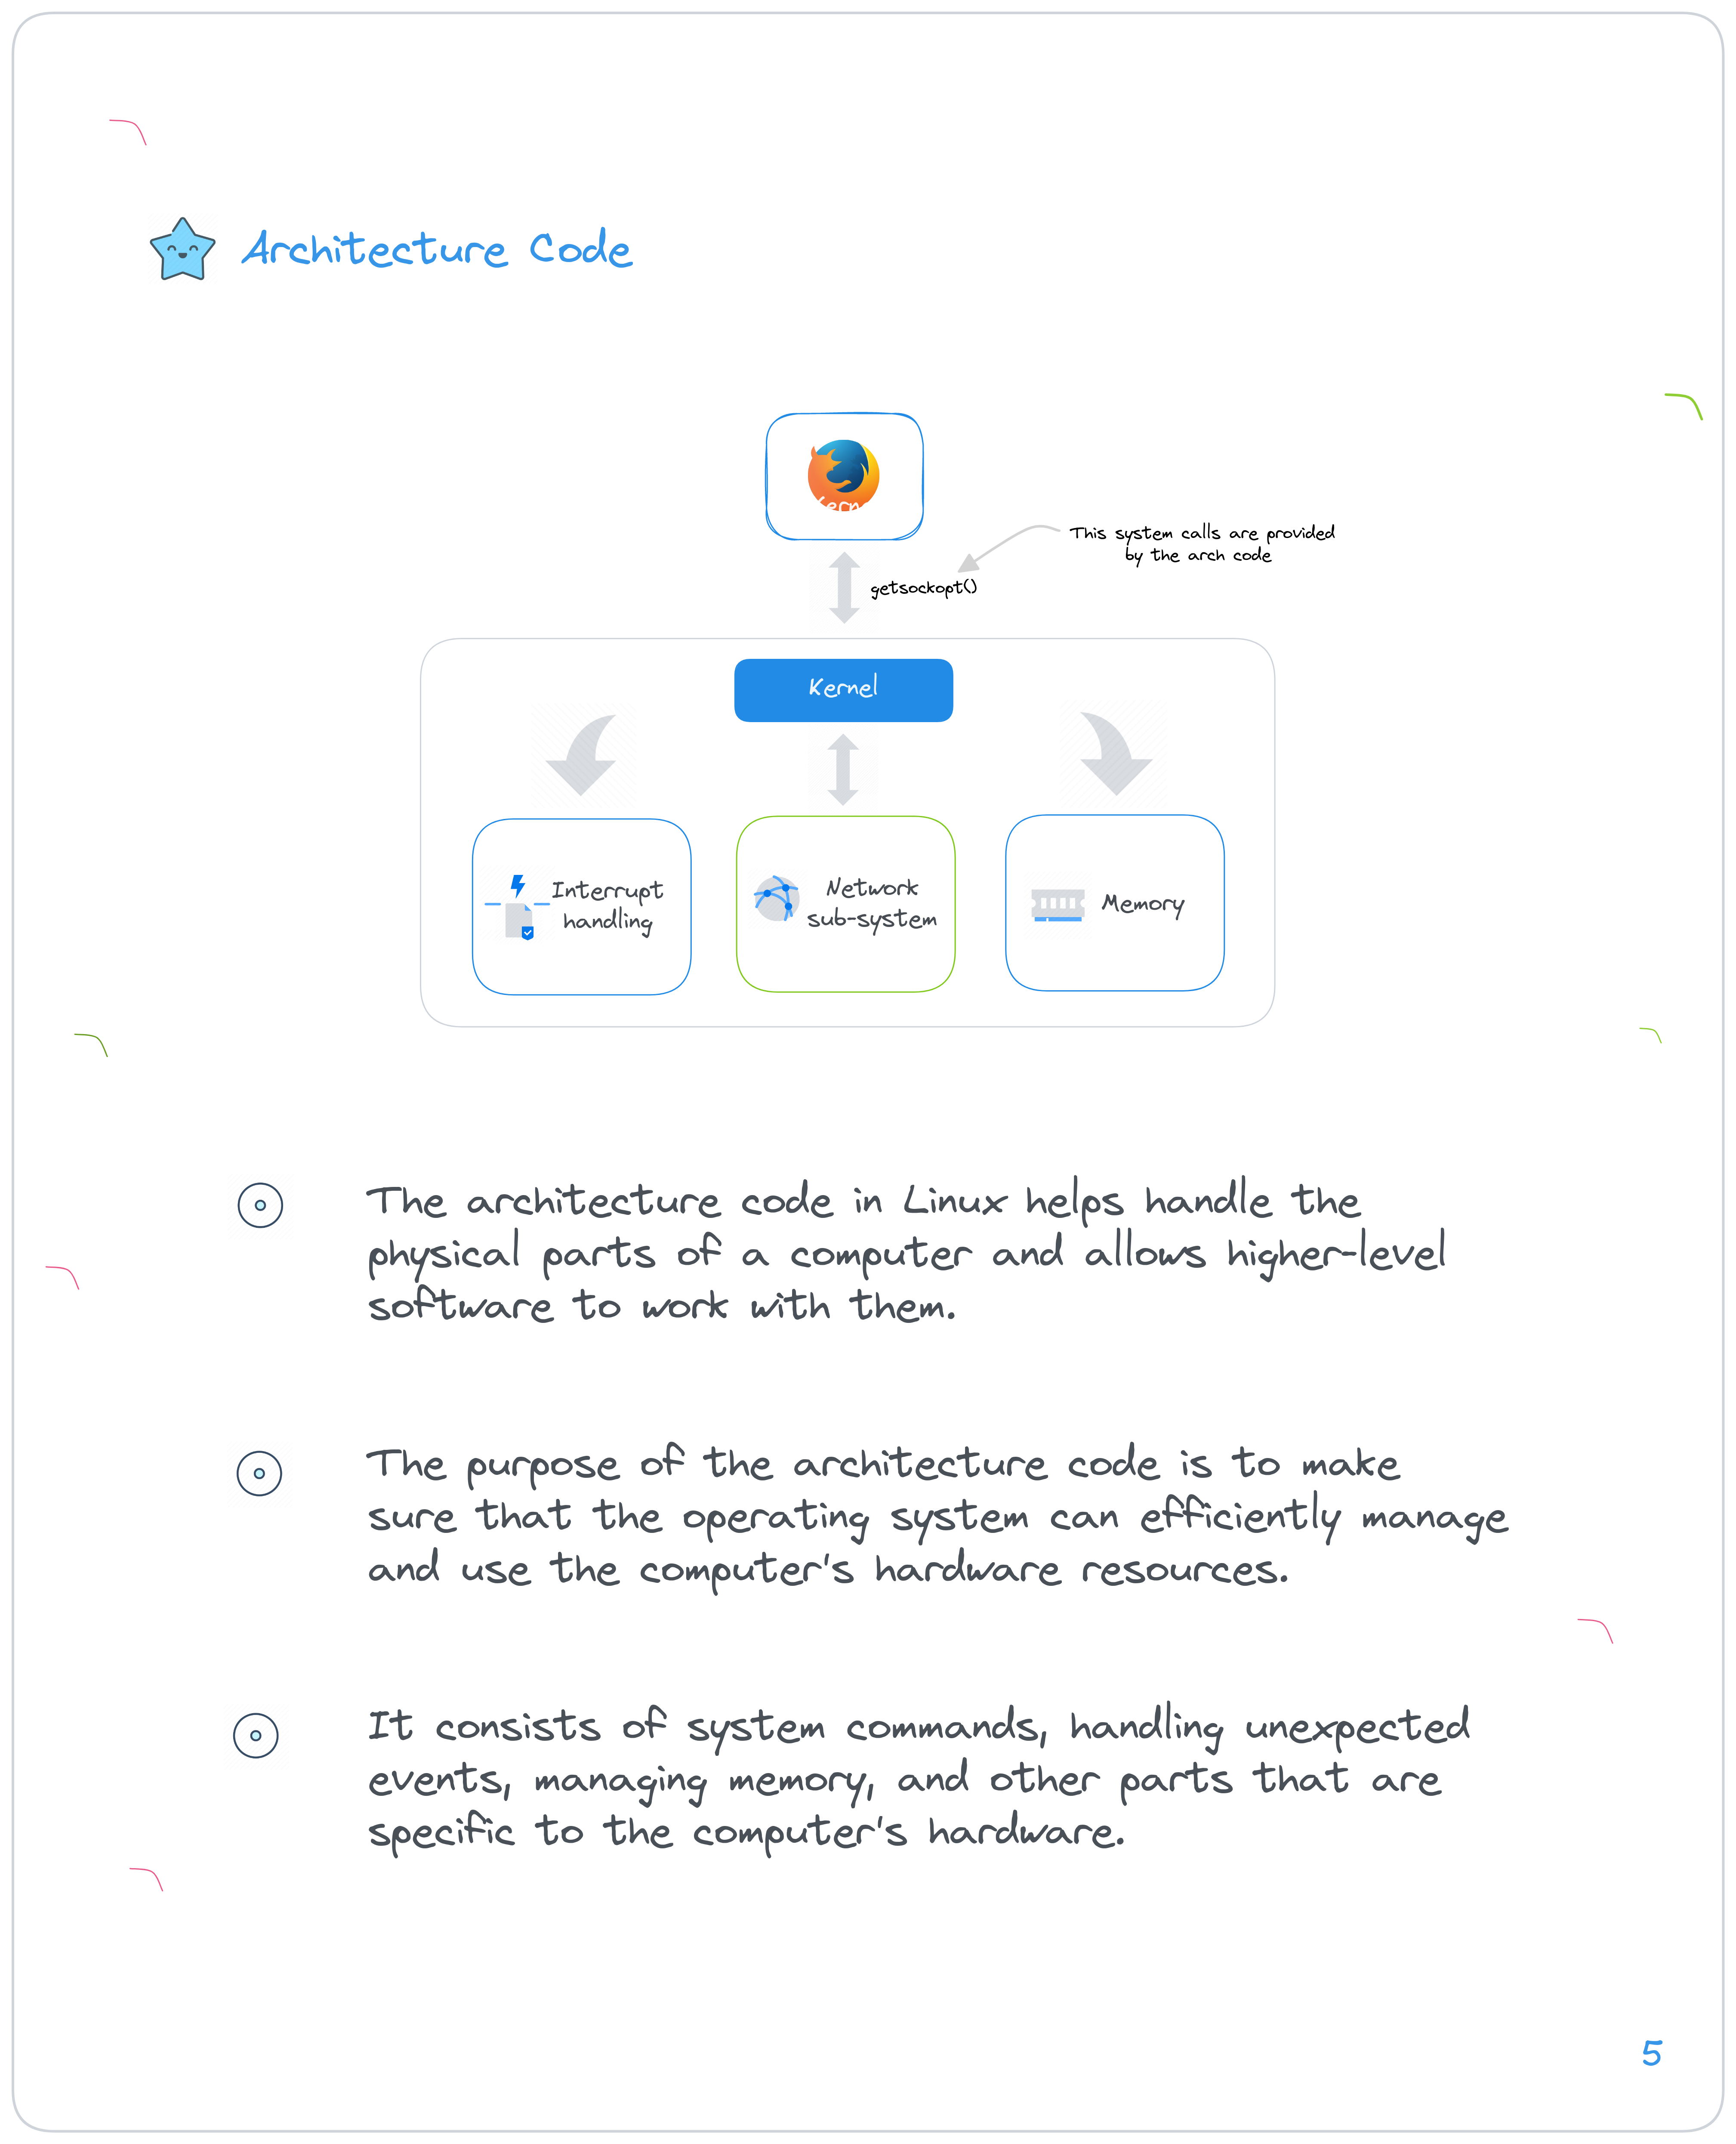 Architecture Code
This system calls are provided
by the arch code
getsockopt()
Kernel
Interrupt
handling
Network
sub-system
Memory
The architecture code in Linux helps handle the
physical parts of a computer and allows higher-level
software to work with them.
The purpose of the architecture code is to make
sure that the operating system can efficiently manage
and use the computer's hardware resources.
It consists of system commands, handling unexpected
events, managing memory, and other parts that are
specific to the computer's hardware.
5